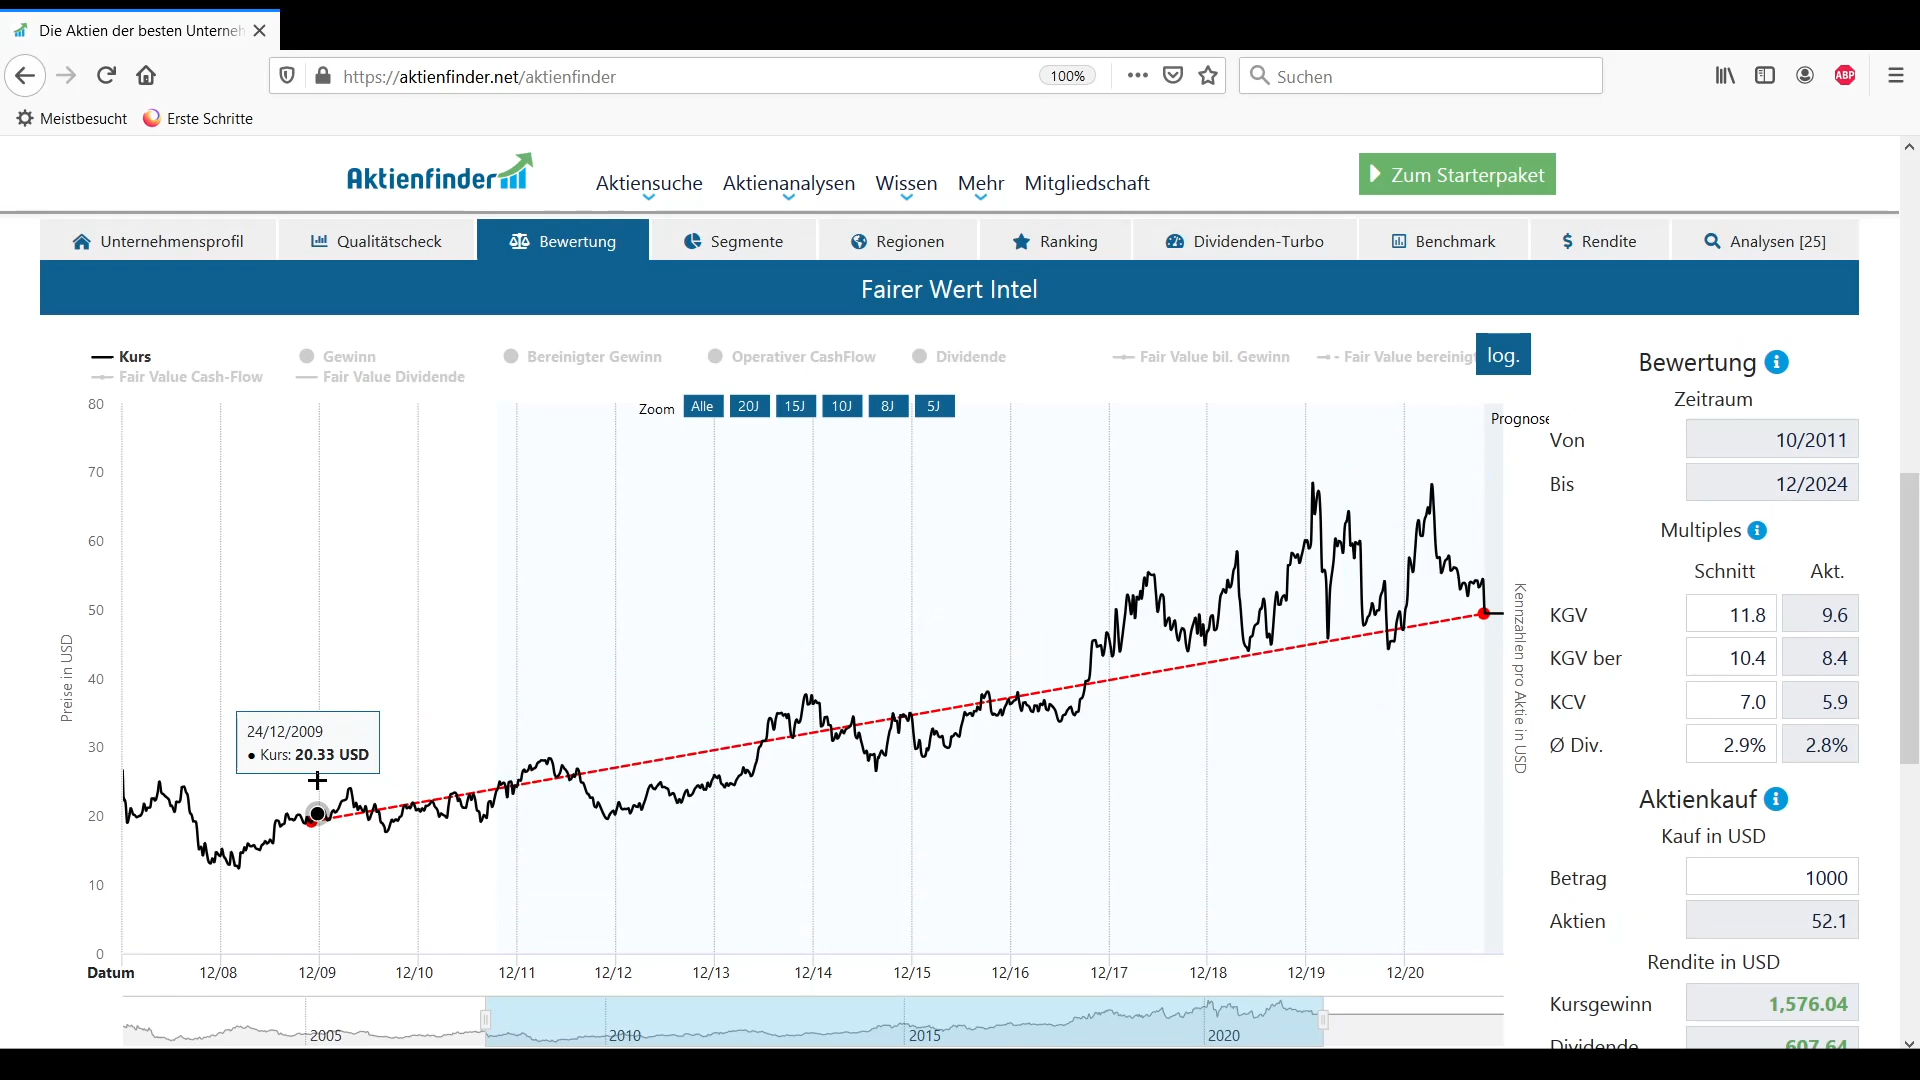 Die Aktien der besten Unterneh
https://aktienfinder.net/aktienfinder
100%
Suchen
ABP
Meistbesucht
Erste Schritte
Aktienfinder
Aktiensuche
Aktienanalysen
Wissen
Mehr
Mitgliedschaft
Zum Starterpaket
Unternehmensprofil
Qualitätscheck
Bewertung
Segmente
Regionen
Ranking
Dividenden-Turbo
Benchmark
Rendite
Analysen [25]
Fairer Wert Intel
Kurs
Gewinn
Bereinigter Gewinn
Operativer CashFlow
Dividende
Fair Value bil. Gewinn
Fair Value bereinigt
Fair Value Cash-Flow
Fair Value Dividende
log.
Zoom
Alle
20J
15J
10J
8J
5J
Prognose
80
70
60
50
40
30
20
10
0
Preise in USD
Kennzahlen pro Aktie in USD
24/12/2009
● Kurs: 20.33 USD
Datum
12/08
12/09
12/10
12/11
12/12
12/13
12/14
12/15
12/16
12/17
12/18
12/19
12/20
2005
2010
2015
2020
Bewertung
Zeitraum
Von 10/2011
Bis 12/2024
Multiples
Schnitt Akt.
KGV 11.8 9.6
KGV ber 10.4 8.4
KCV 7.0 5.9
Ø Div. 2.9% 2.8%
Aktienkauf
Kauf in USD
Betrag 1000
Aktien 52.1
Rendite in USD
Kursgewinn 1,576.04
Dividende 607.64